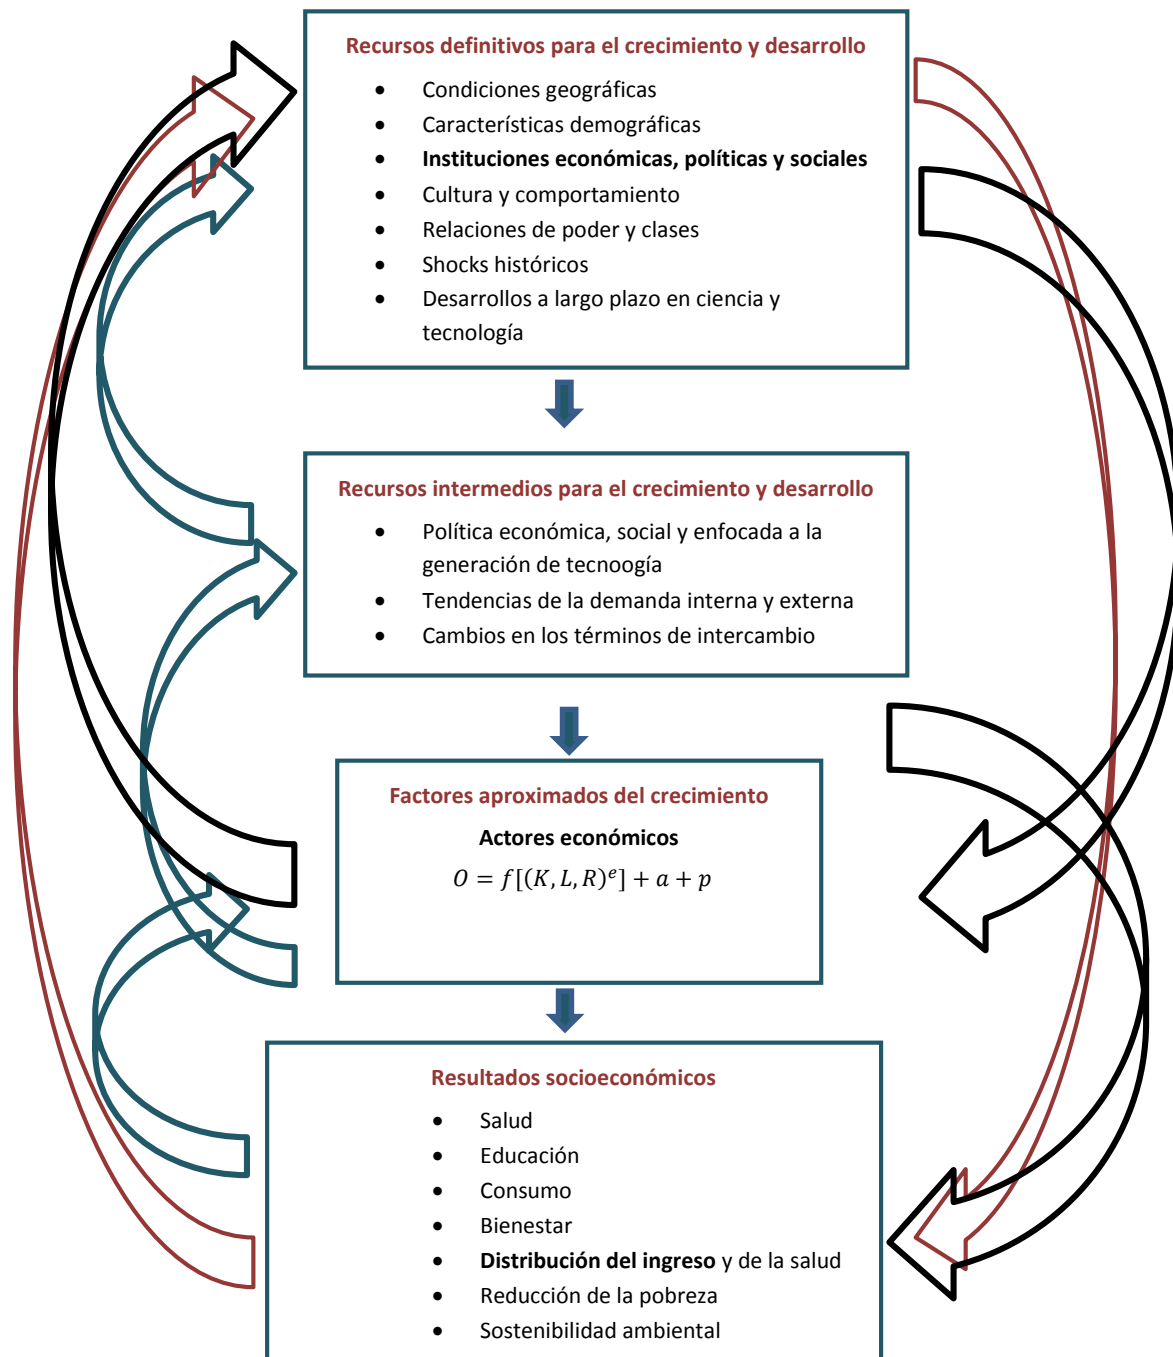 Recursos definitivos para el crecimiento y desarrollo
• Condiciones geográficas
• Características demográficas
• Instituciones económicas, políticas y sociales
• Cultura y comportamiento
• Relaciones de poder y clases
• Shocks históricos
• Desarrollos a largo plazo en ciencia y
tecnología
Recursos intermedios para el crecimiento y desarrollo
• Política económica, social y enfocada a la
generación de tecnoogía
• Tendencias de la demanda interna y externa
• Cambios en los términos de intercambio
Factores aproximados del crecimiento
Actores económicos
O = f[(K, L, R)^e] + a + p
Resultados socioeconómicos
• Salud
• Educación
• Consumo
• Bienestar
• Distribución del ingreso y de la salud
• Reducción de la pobreza
• Sostenibilidad ambiental